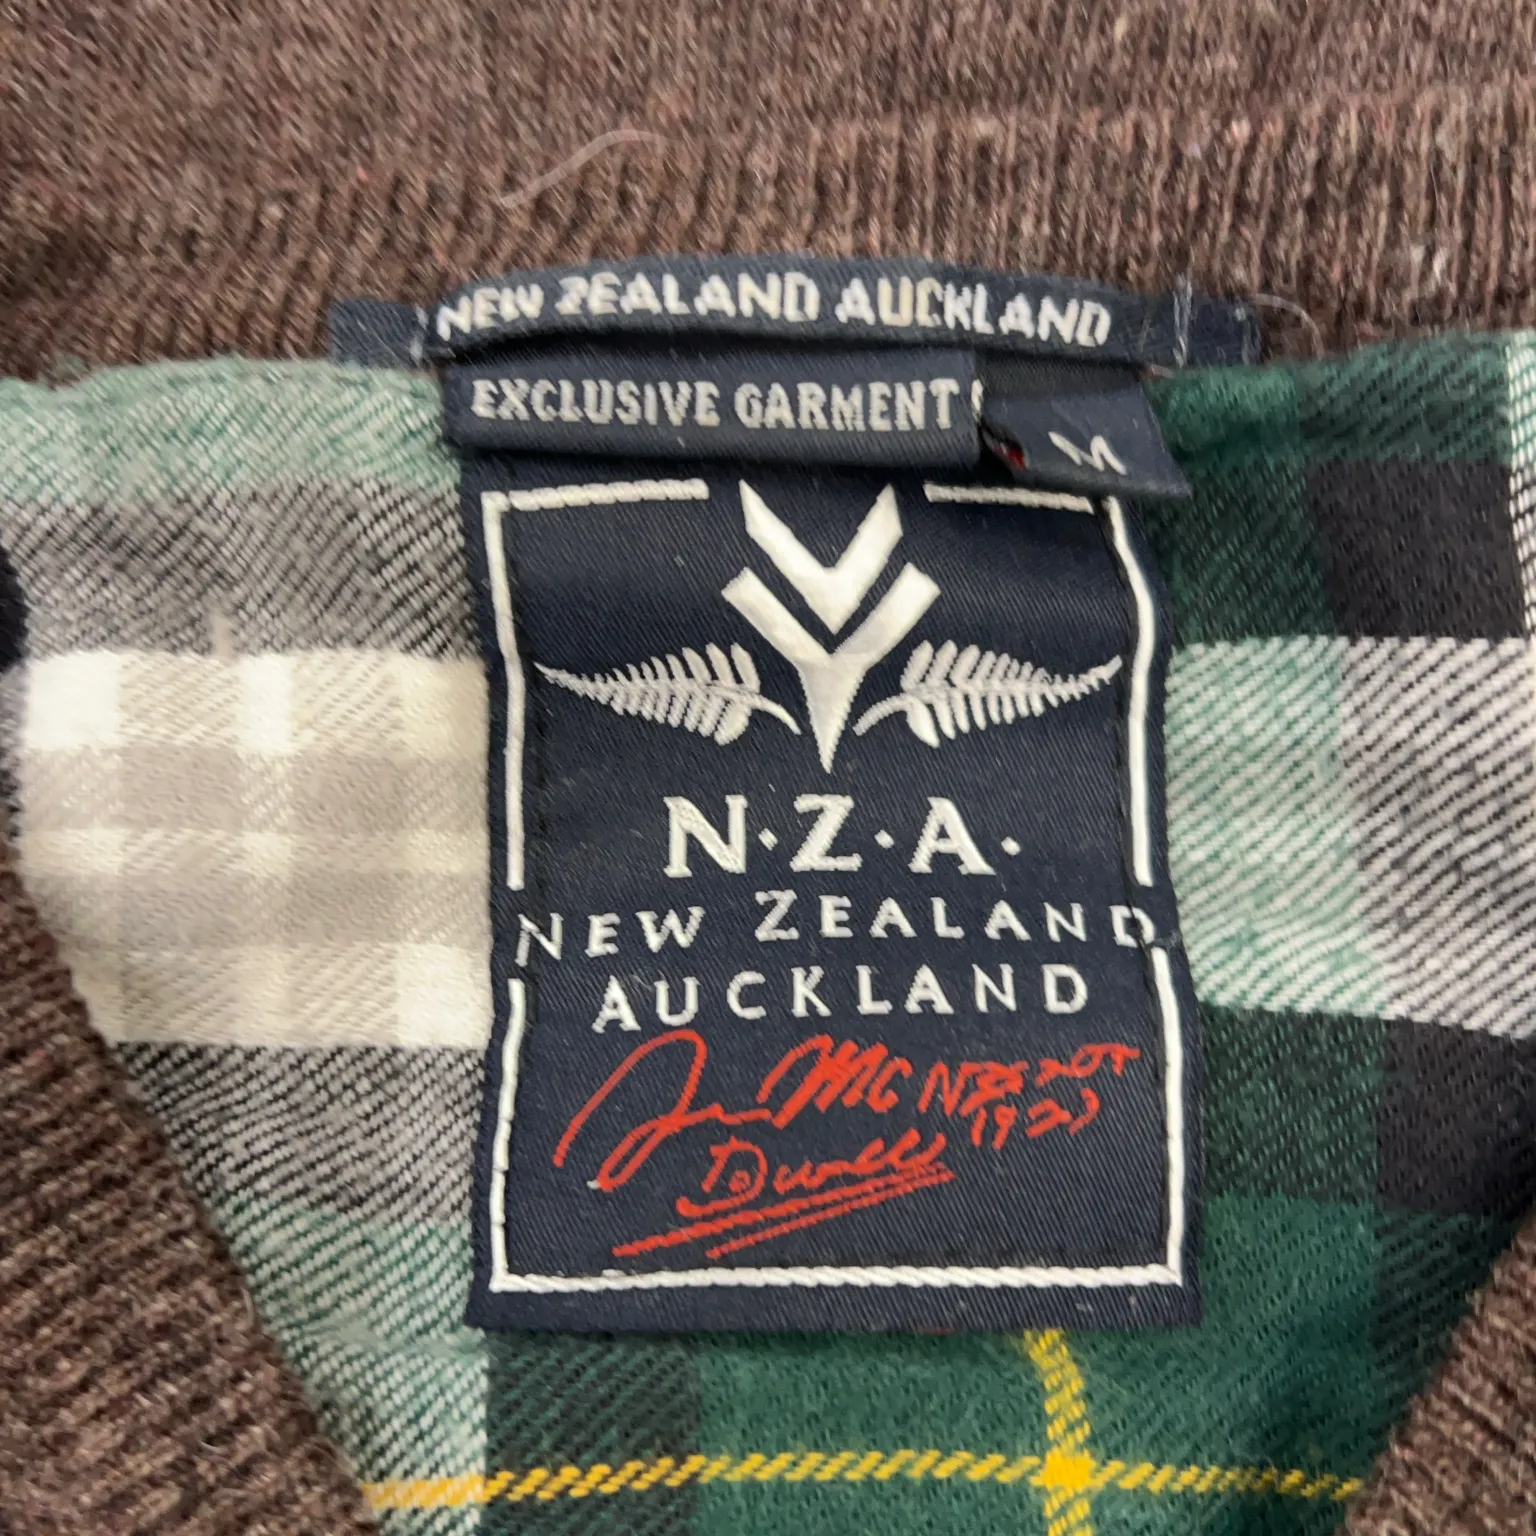 NEW ZEALAND AUCKLAND
EXCLUSIVE GARMENT
M
N.Z.A.
NEW ZEALAND
AUCKLAND